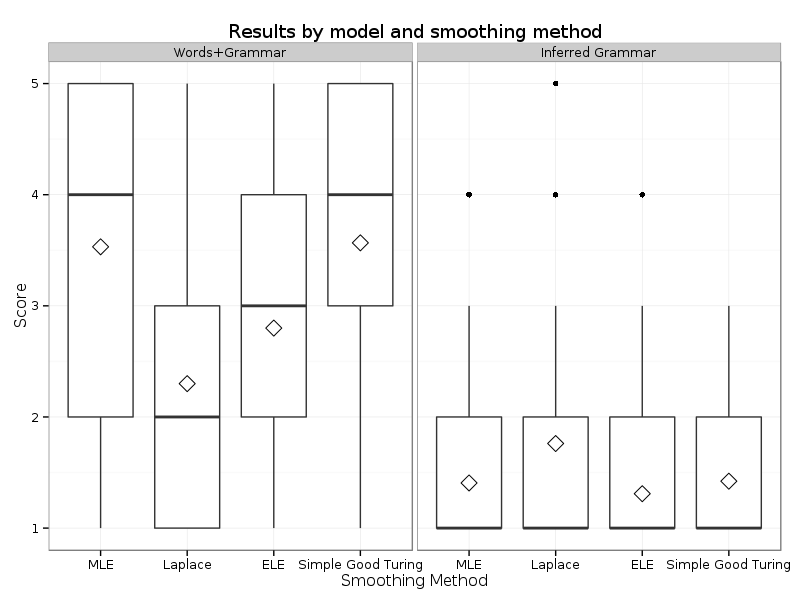 Results by model and smoothing method
Words+Grammar
Inferred Grammar
Score
5
4
3
2
1
MLE
Laplace
ELE
Simple Good Turing
MLE
Laplace
ELE
Simple Good Turing
Smoothing Method